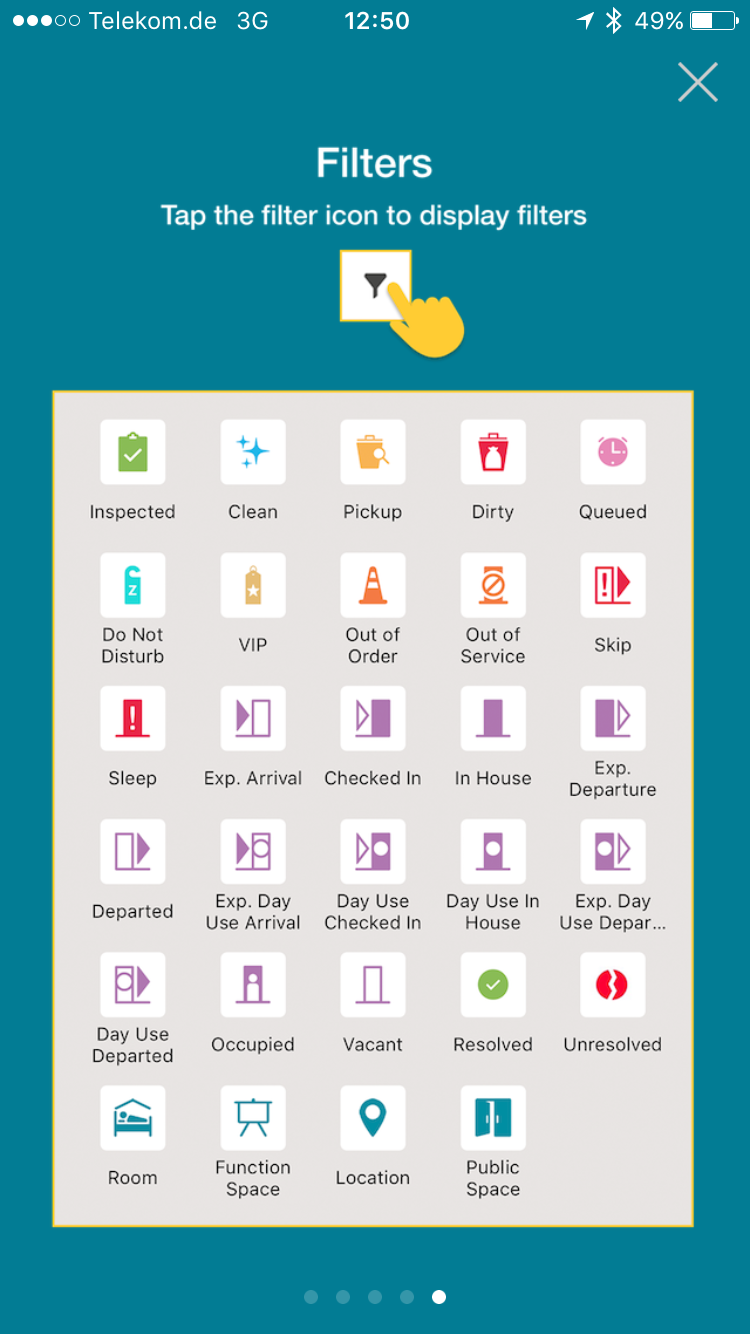 Telekom.de 3G 12:50 49%
Filters
Tap the filter icon to display filters
Inspected Clean Pickup Dirty Queued
Z
Do Not Disturb VIP Out of Order Out of Service Skip
Sleep Exp. Arrival Checked In In House Exp. Departure
Departed Exp. Day Use Arrival Day Use Checked In Day Use In House Exp. Day Use Depar...
Day Use Departed Occupied Vacant Resolved Unresolved
Room Function Space Location Public Space